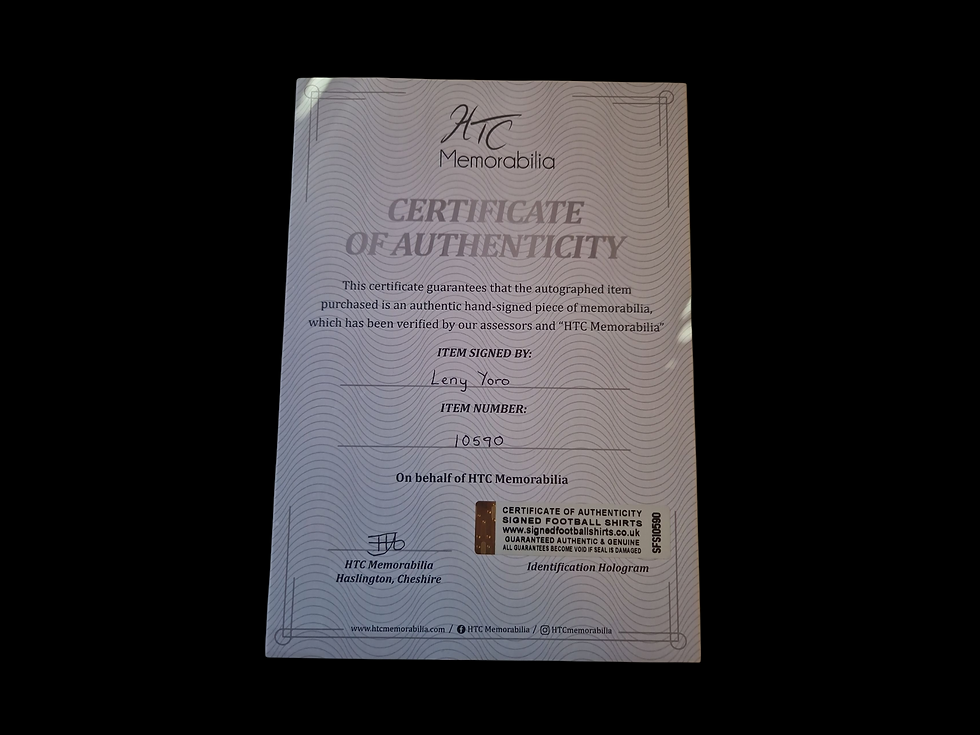 HTC
Memorabilia
CERTIFICATE
OF AUTHENTICITY
This certificate guarantees that the autographed item
purchased is an authentic hand-signed piece of memorabilia,
which has been verified by our assessors and “HTC Memorabilia”
ITEM SIGNED BY:
Leny Yoro
ITEM NUMBER:
10590
On behalf of HTC Memorabilia
CERTIFICATE OF AUTHENTICITY
SIGNED FOOTBALL SHIRTS
www.signedfootballshirts.co.uk
GUARANTEED AUTHENTIC & GENUINE
ALL GUARANTEES BECOME VOID IF SEAL IS DAMAGED
SFS10590
HTC Memorabilia
Haslington, Cheshire
Identification Hologram
www.htcmemorabilia.com / HTC Memorabilia / HTCmemorabilia